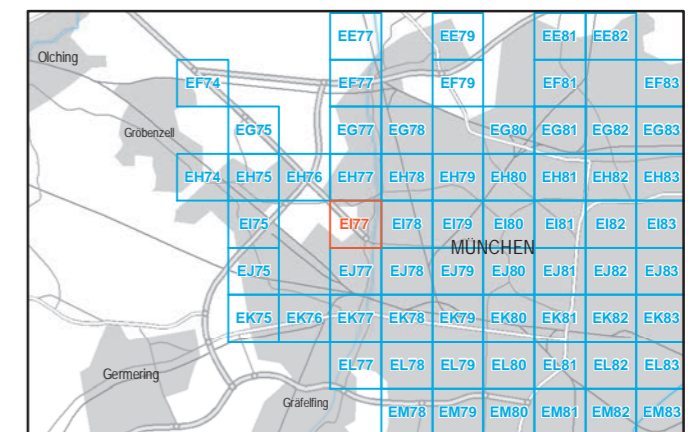 EE77 EE79 EE81 EE82
Olching
EF74 EF77 EF79 EF81 EF83
Gröbenzell EG75 EG77 EG78 EG80 EG81 EG82 EG83
EH74 EH75 EH76 EH77 EH78 EH79 EH80 EH81 EH82 EH83
EI75 EI77 EI78 EI79 EI80 EI81 EI82 EI83
MÜNCHEN
EJ75 EJ77 EJ78 EJ79 EJ80 EJ81 EJ82 EJ83
EK75 EK76 EK77 EK78 EK79 EK80 EK81 EK82 EK83
Germering EL77 EL78 EL79 EL80 EL81 EL82 EL83
Gräfelfing
EM78 EM79 EM80 EM81 EM82 EM83